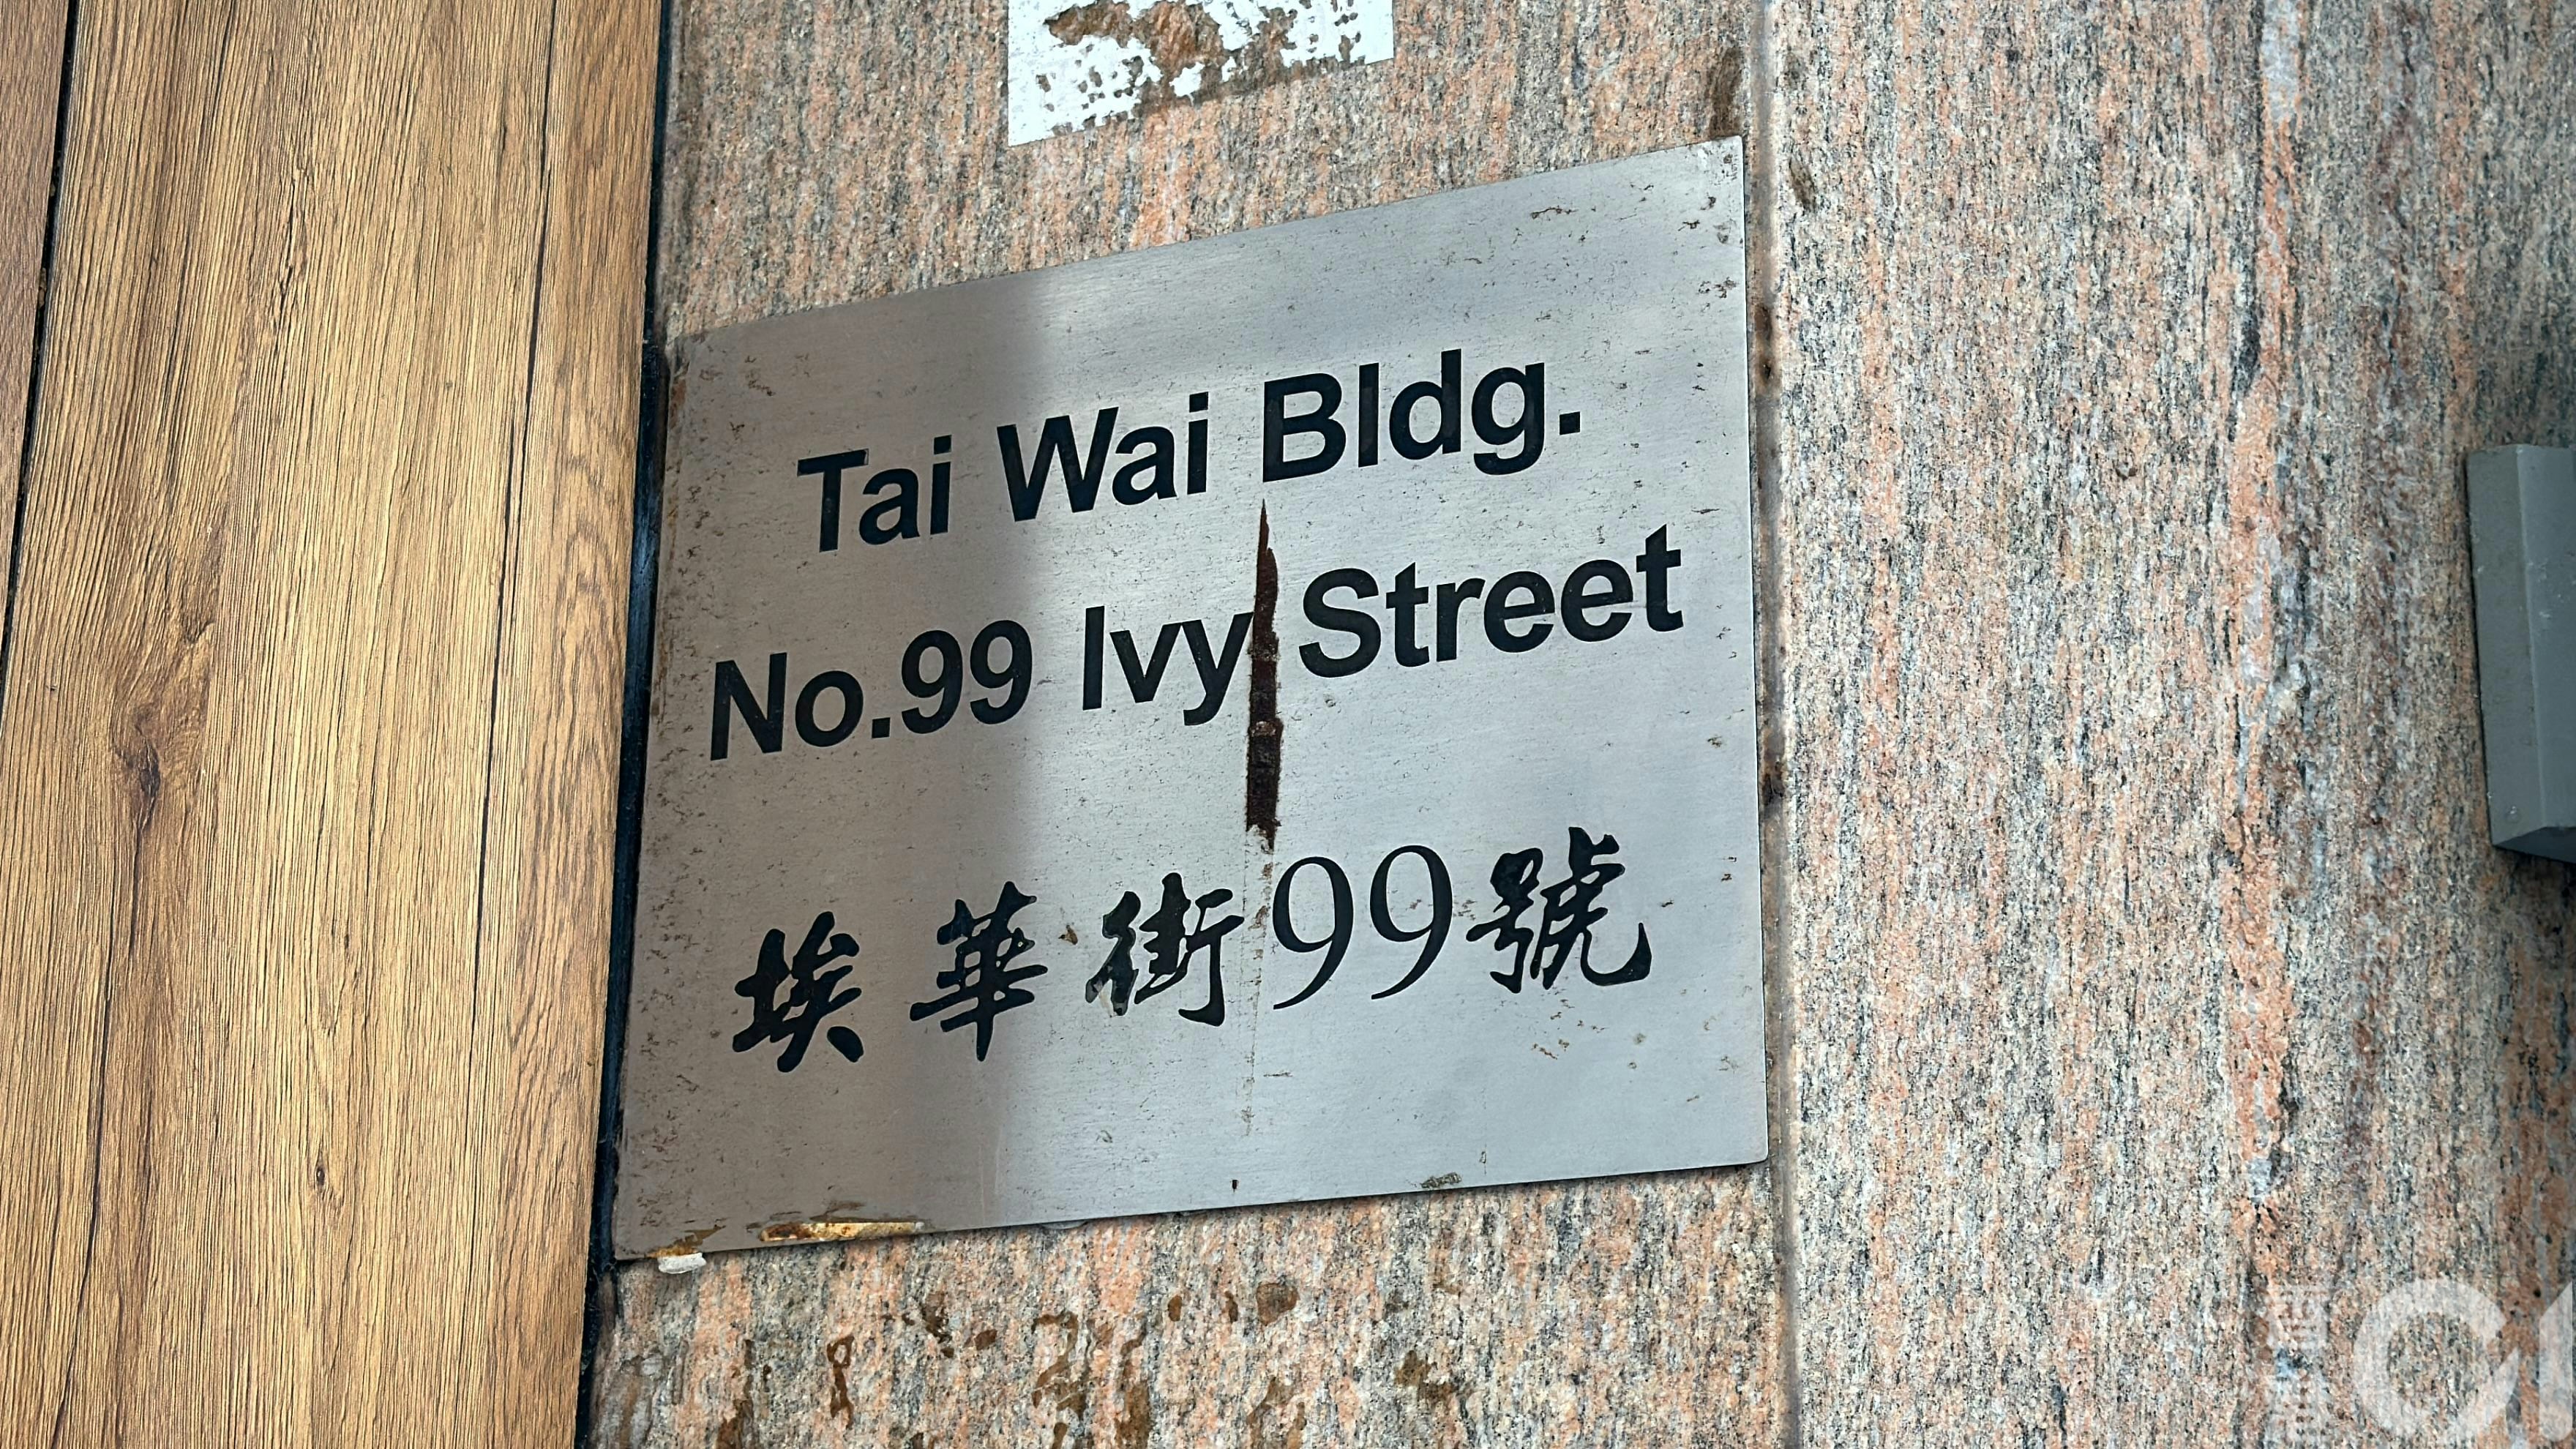 Tai Wai Bldg.
No.99 Ivy Street
埃華街99號